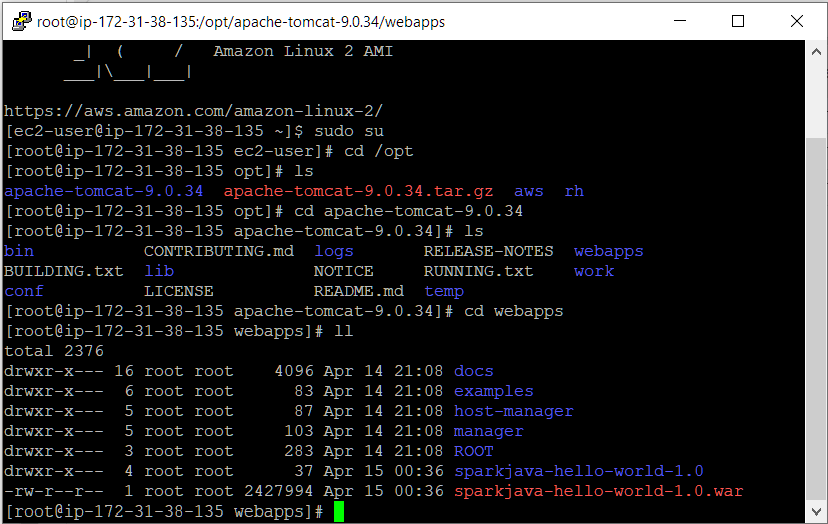 root@ip-172-31-38-135:/opt/apache-tomcat-9.0.34/webapps
       _|  (     /   Amazon Linux 2 AMI
      ___|\___|___|
https://aws.amazon.com/amazon-linux-2/
[ec2-user@ip-172-31-38-135 ~]$ sudo su
[root@ip-172-31-38-135 ec2-user]# cd /opt
[root@ip-172-31-38-135 opt]# ls
apache-tomcat-9.0.34  apache-tomcat-9.0.34.tar.gz  aws  rh
[root@ip-172-31-38-135 opt]# cd apache-tomcat-9.0.34
[root@ip-172-31-38-135 apache-tomcat-9.0.34]# ls
bin           CONTRIBUTING.md  logs       RELEASE-NOTES  webapps
BUILDING.txt  lib              NOTICE     RUNNING.txt    work
conf          LICENSE          README.md  temp
[root@ip-172-31-38-135 apache-tomcat-9.0.34]# cd webapps
[root@ip-172-31-38-135 webapps]# ll
total 2376
drwxr-x--- 16 root root    4096 Apr 14 21:08 docs
drwxr-x---  6 root root      83 Apr 14 21:08 examples
drwxr-x---  5 root root      87 Apr 14 21:08 host-manager
drwxr-x---  5 root root     103 Apr 14 21:08 manager
drwxr-x---  3 root root     283 Apr 14 21:08 ROOT
drwxr-x---  4 root root      37 Apr 15 00:36 sparkjava-hello-world-1.0
-rw-r--r--  1 root root 2427994 Apr 15 00:36 sparkjava-hello-world-1.0.war
[root@ip-172-31-38-135 webapps]#